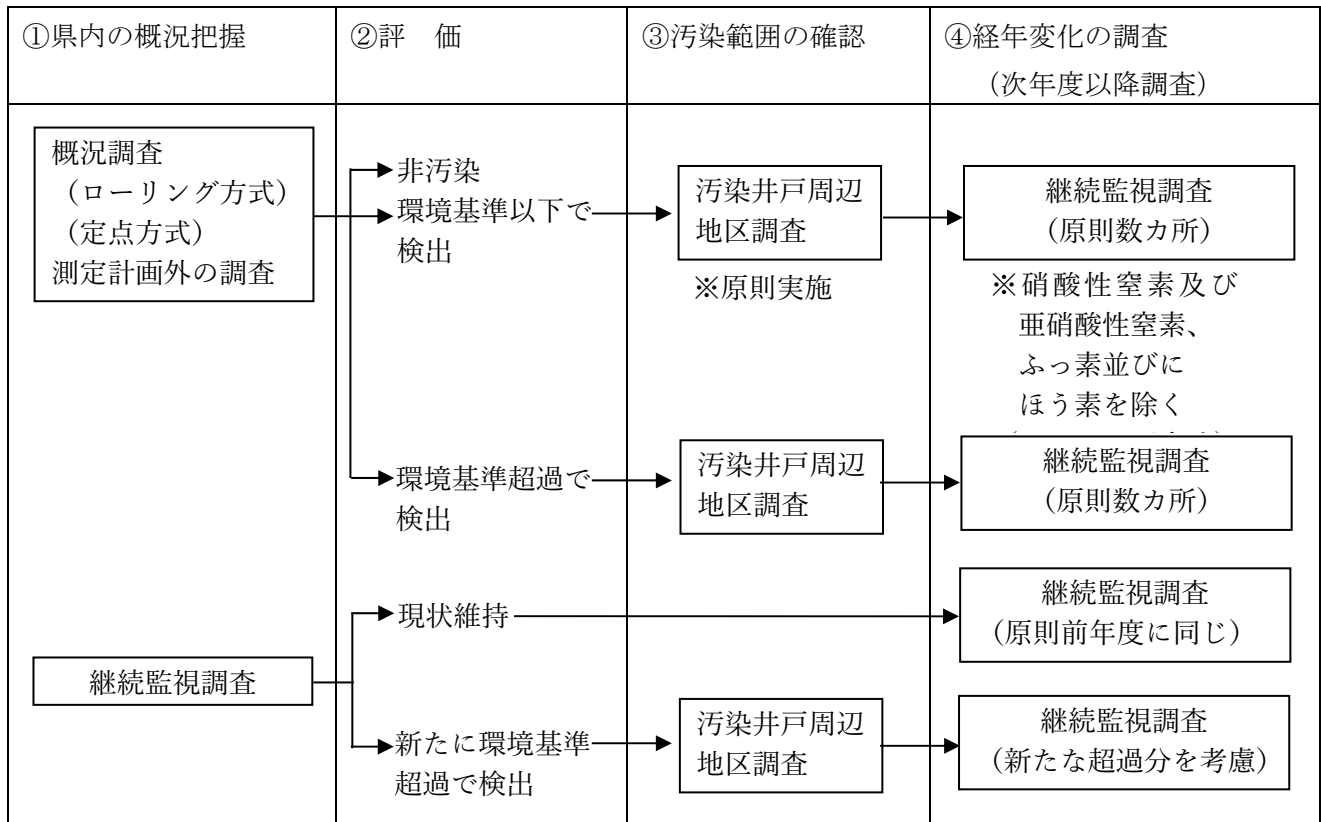 ①県内の概況把握
②評　価
③汚染範囲の確認
④経年変化の調査
（次年度以降調査）
概況調査
（ローリング方式）
（定点方式）
測定計画外の調査
非汚染
環境基準以下で
検出
汚染井戸周辺
地区調査
※原則実施
継続監視調査
（原則数カ所）
※硝酸性窒素及び
亜硝酸性窒素、
ふっ素並びに
ほう素を除く
環境基準超過で
検出
汚染井戸周辺
地区調査
継続監視調査
（原則数カ所）
継続監視調査
現状維持
継続監視調査
（原則前年度に同じ）
新たに環境基準
超過で検出
汚染井戸周辺
地区調査
継続監視調査
（新たな超過分を考慮）